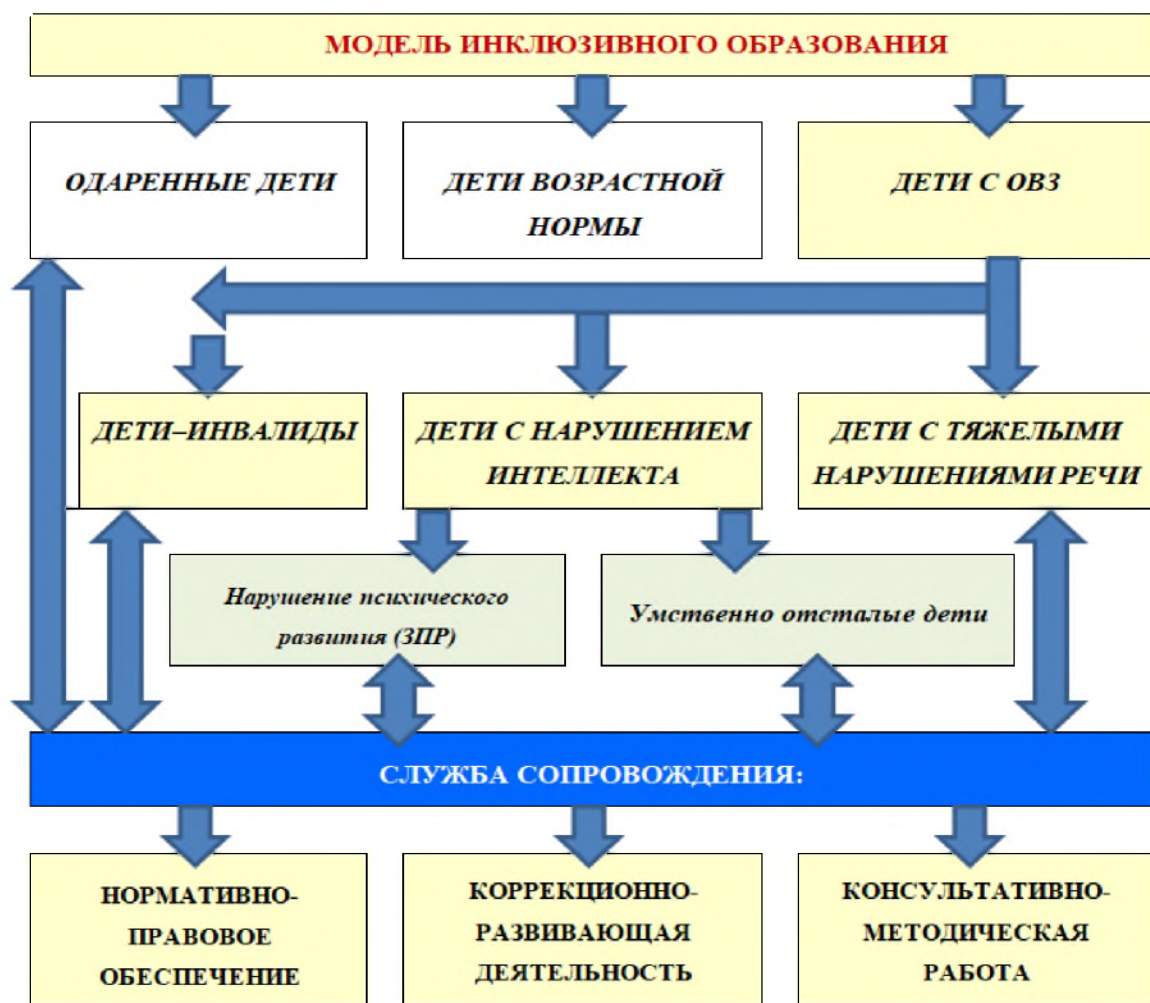 МОДЕЛЬ ИНКЛЮЗИВНОГО ОБРАЗОВАНИЯ
ОДАРЕННЫЕ ДЕТИ
ДЕТИ ВОЗРАСТНОЙ
НОРМЫ
ДЕТИ С ОВЗ
ДЕТИ–ИНВАЛИДЫ
ДЕТИ С НАРУШЕНИЕМ
ИНТЕЛЛЕКТА
ДЕТИ С ТЯЖЕЛЫМИ
НАРУШЕНИЯМИ РЕЧИ
Нарушение психического
развития (ЗПР)
Умственно отсталые дети
СЛУЖБА СОПРОВОЖДЕНИЯ:
НОРМАТИВНО-
ПРАВОВОЕ
ОБЕСПЕЧЕНИЕ
КОРРЕКЦИОННО-
РАЗВИВАЮЩАЯ
ДЕЯТЕЛЬНОСТЬ
КОНСУЛЬТАТИВНО-
МЕТОДИЧЕСКАЯ
РАБОТА